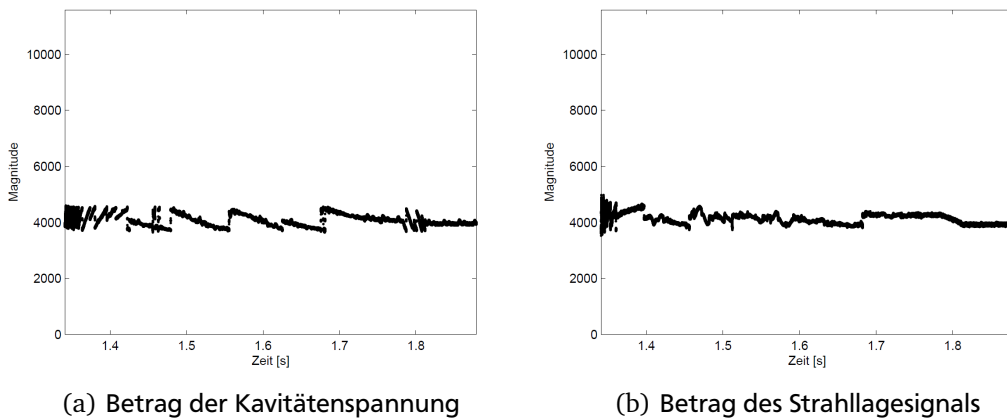 10000
8000
6000
4000
2000
0
Magnitude
1.4 1.5 1.6 1.7 1.8
Zeit [s]
(a) Betrag der Kavitätenspannung
10000
8000
6000
4000
2000
0
Magnitude
1.4 1.5 1.6 1.7 1.8
Zeit [s]
(b) Betrag des Strahllagesignals